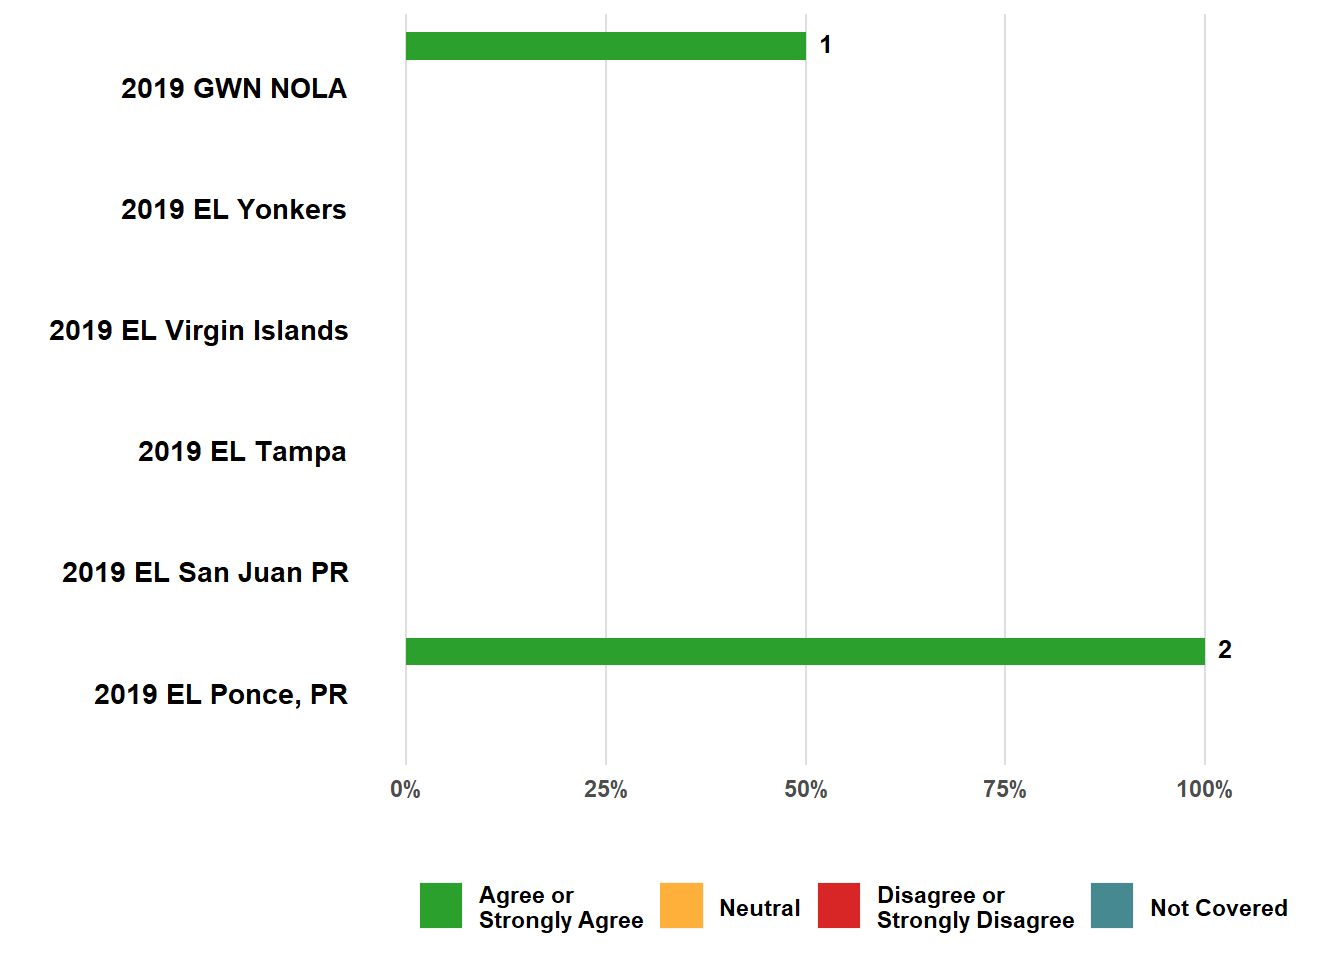 1
2019 GWN NOLA
2019 EL Yonkers
2019 EL Virgin Islands
2019 EL Tampa
2019 EL San Juan PR
2
2019 EL Ponce, PR
0% 25% 50% 75% 100%
Agree or
Strongly Agree
Neutral
Disagree or
Strongly Disagree
Not Covered